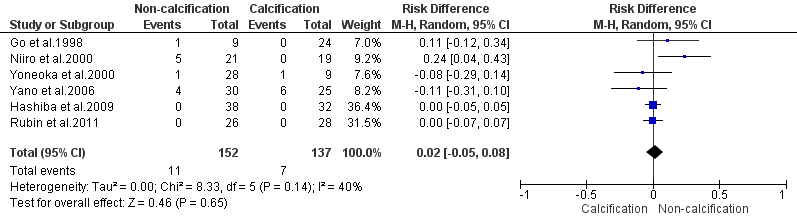 Non-calcification Calcification Risk Difference Risk Difference
Study or Subgroup Events Total Events Total Weight M-H, Random, 95% CI M-H, Random, 95% CI
Go et al.1998 1 9 0 24 7.0% 0.11 [-0.12, 0.34]
Niiro et al.2000 5 21 0 19 9.2% 0.24 [0.04, 0.43]
Yoneoka et al.2000 1 28 1 9 7.6% -0.08 [-0.29, 0.14]
Yano et al.2006 4 30 6 25 8.4% -0.11 [-0.31, 0.10]
Hashiba et al.2009 0 38 0 32 36.4% 0.00 [-0.05, 0.05]
Rubin et al.2011 0 26 0 28 31.5% 0.00 [-0.07, 0.07]
Total (95% CI) 152 137 100.0% 0.02 [-0.05, 0.08]
Total events 11 7
Heterogeneity: Tau² = 0.00; Chi² = 8.33, df = 5 (P = 0.14); I² = 40%
Test for overall effect: Z = 0.46 (P = 0.65)
-1 -0.5 0 0.5 1
Calcification Non-calcification